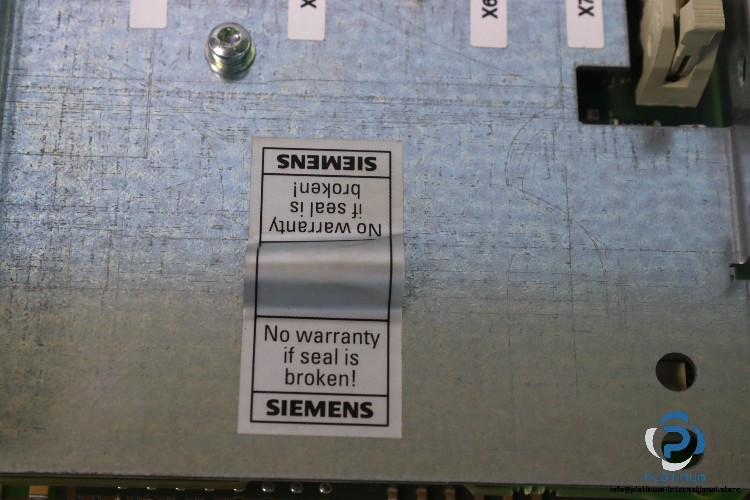 X
X6
X7
SIEMENS
No warranty
if seal is
broken!
No warranty
if seal is
broken!
SIEMENS
info@platinum-international.store